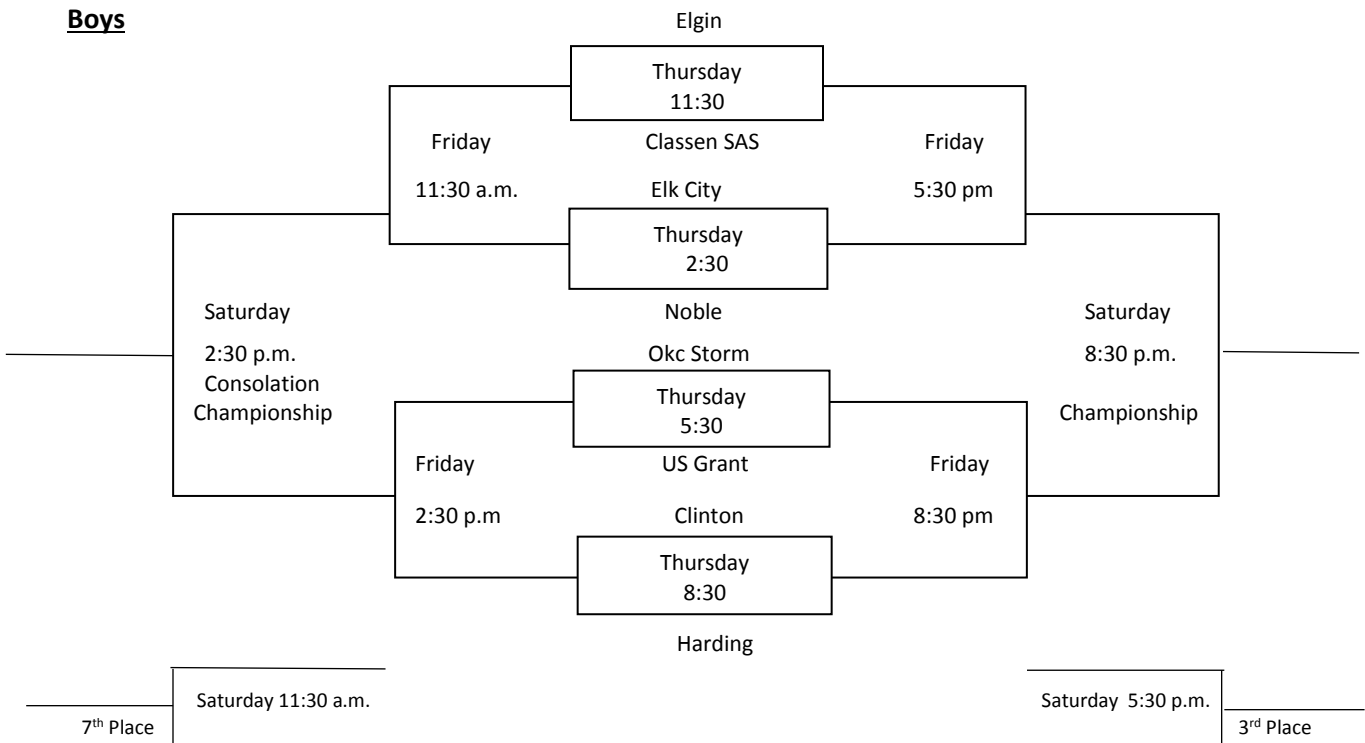 Boys
Elgin
Thursday
11:30
Friday
Classen SAS
Friday
11:30 a.m.
Elk City
5:30 pm
Thursday
2:30
Saturday
Noble
Saturday
2:30 p.m.
Okc Storm
8:30 p.m.
Consolation
Championship
Thursday
5:30
Championship
Friday
US Grant
Friday
2:30 p.m
Clinton
8:30 pm
Thursday
8:30
Harding
Saturday 11:30 a.m.
Saturday 5:30 p.m.
7th Place
3rd Place